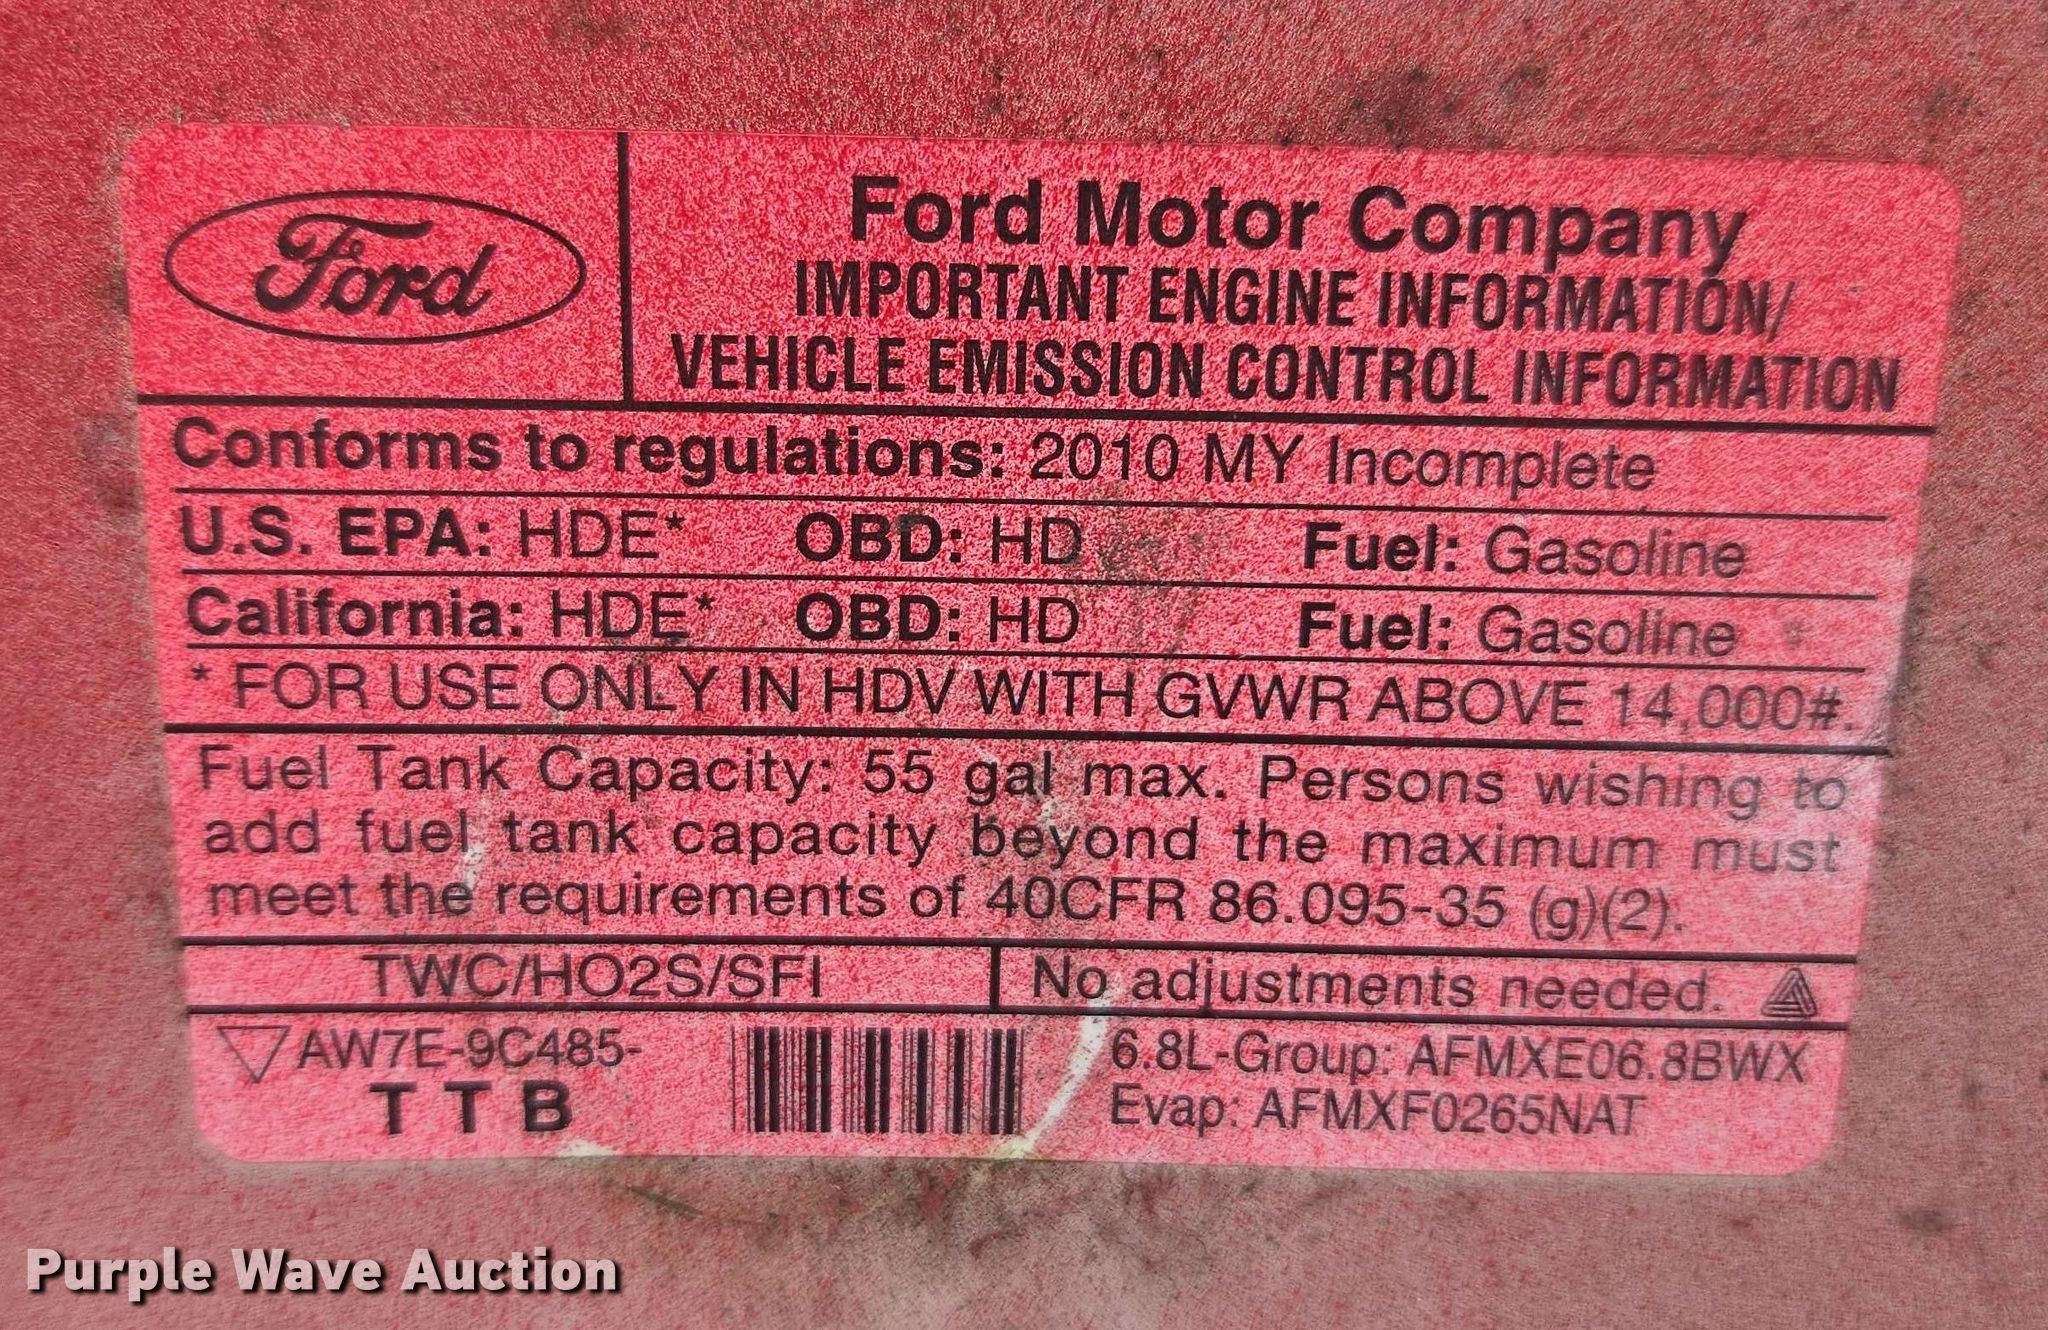 Ford
Ford Motor Company
IMPORTANT ENGINE INFORMATION/
VEHICLE EMISSION CONTROL INFORMATION
Conforms to regulations: 2010 MY Incomplete
U.S. EPA: HDE* OBD: HD Fuel: Gasoline
California: HDE* OBD: HD Fuel: Gasoline
* FOR USE ONLY IN HDV WITH GVWR ABOVE 14,000#.
Fuel Tank Capacity: 55 gal max. Persons wishing to
add fuel tank capacity beyond the maximum must
meet the requirements of 40CFR 86.095-35 (g)(2).
TWC/HO2S/SFI No adjustments needed.
AW7E-9C485-
TTB
6.8L-Group: AFMXE06.8BWX
Evap: AFMXF0265NAT
Purple Wave Auction